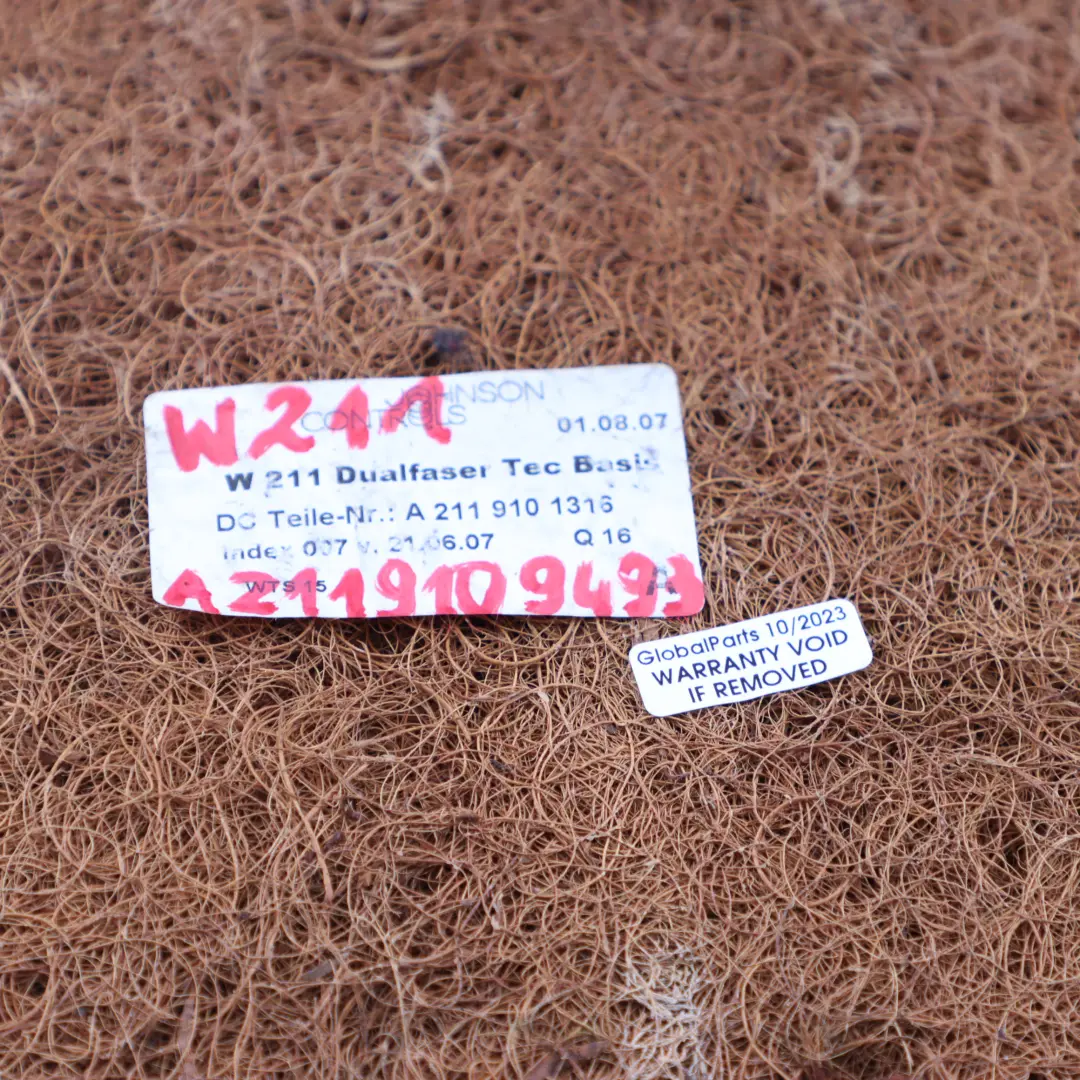 JOHNSON
CONTROLS
W211
01.08.07
W 211 Dualfaser Tec Basis
DC Teile-Nr.: A 211 910 1316
Index 007 v. 21.06.07 Q 16
WTS 15 A
A2119109493
GlobalParts 10/2023
WARRANTY VOID
IF REMOVED